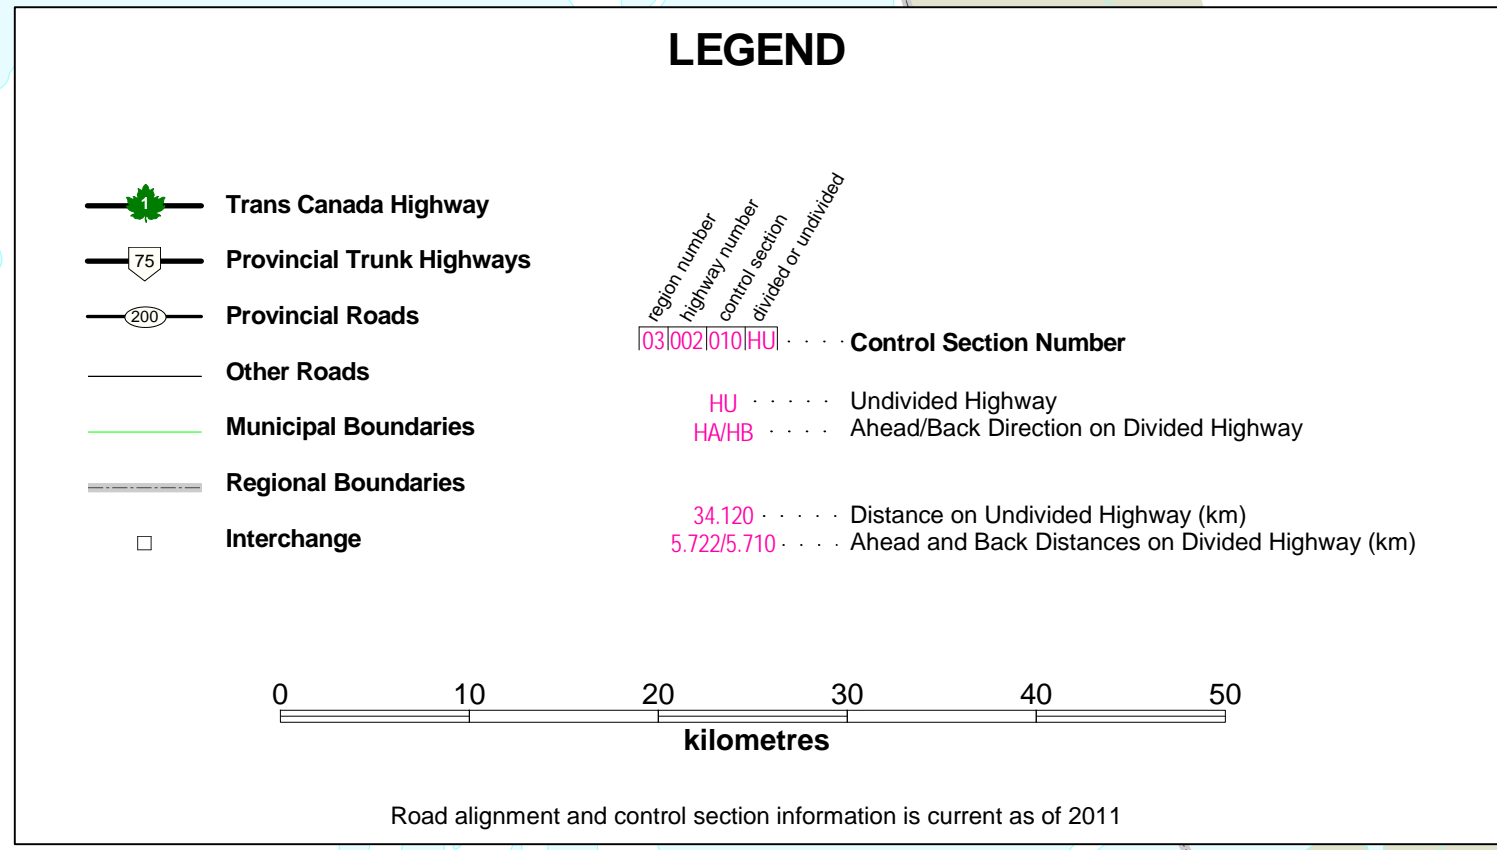 LEGEND
1 Trans Canada Highway
75 Provincial Trunk Highways
200 Provincial Roads
Other Roads
Municipal Boundaries
Regional Boundaries
Interchange
region number
highway number
control section
divided or undivided
03 002 010 HU . . . . Control Section Number
HU . . . . . Undivided Highway
HA/HB . . . . Ahead/Back Direction on Divided Highway
34.120 . . . . . Distance on Undivided Highway (km)
5.722/5.710 . . . . Ahead and Back Distances on Divided Highway (km)
0 10 20 30 40 50
kilometres
Road alignment and control section information is current as of 2011